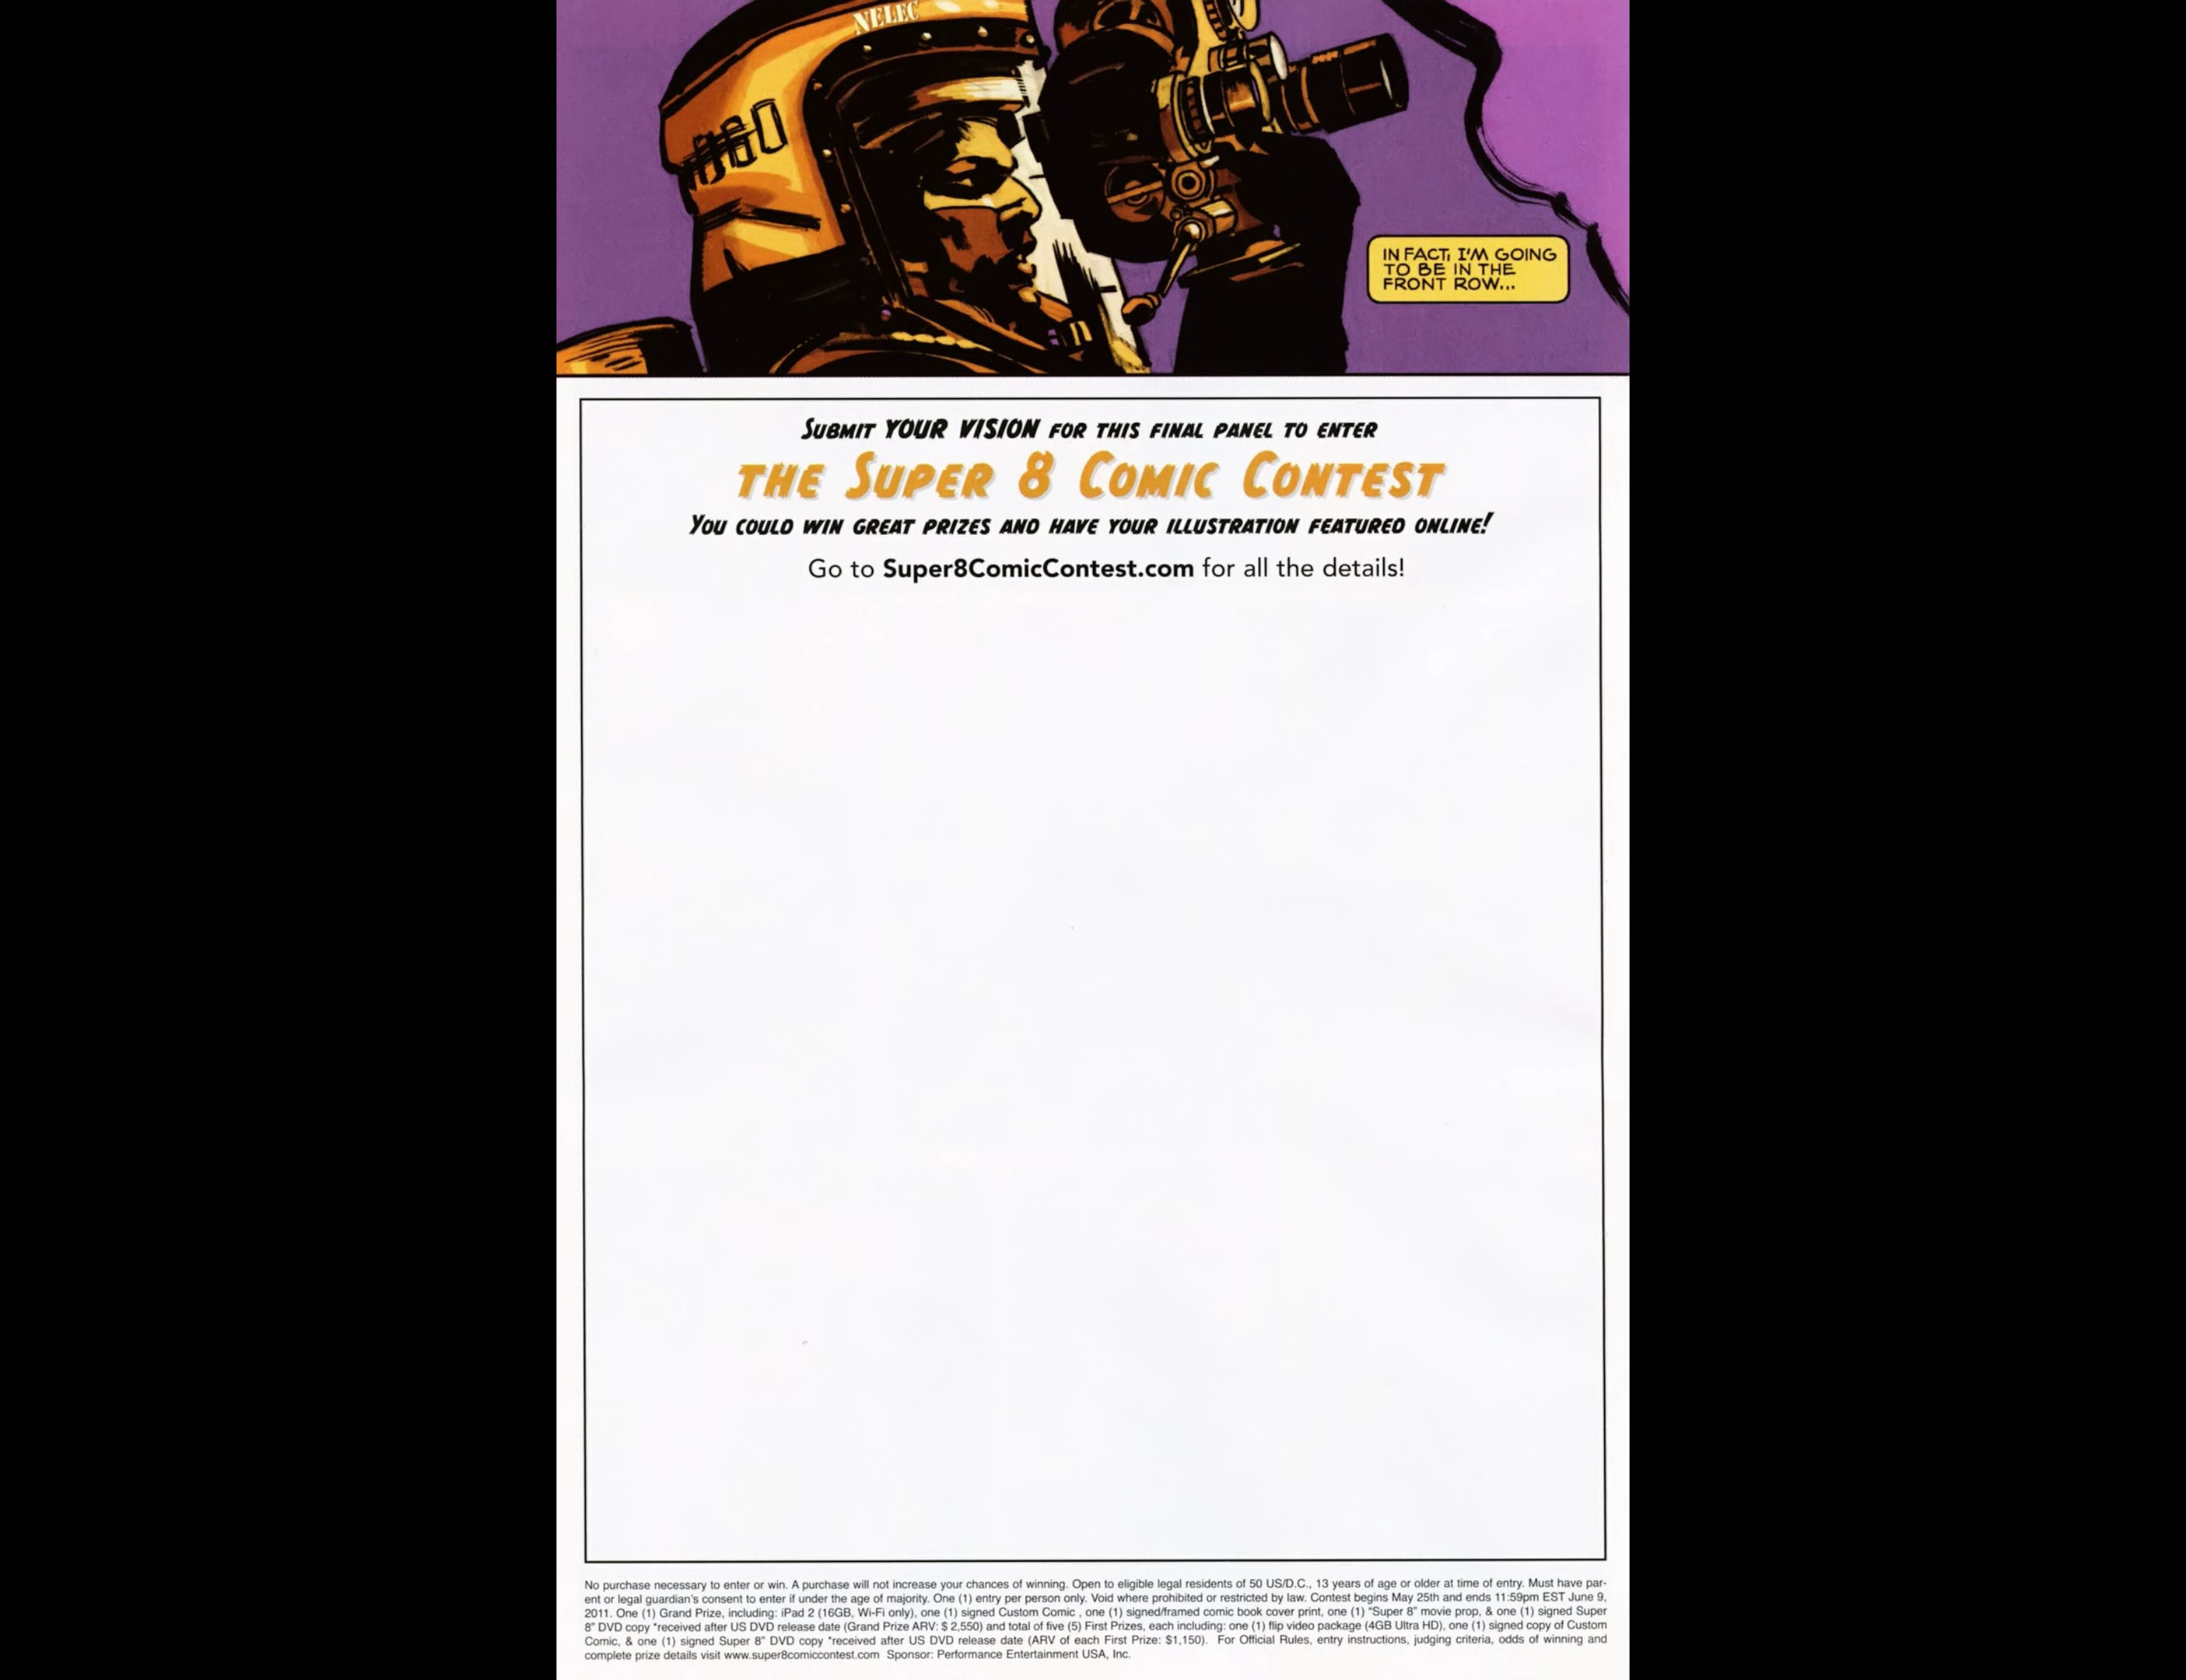 NELEC
IN FACT, I'M GOING
TO BE IN THE
FRONT ROW...
SUBMIT YOUR VISION FOR THIS FINAL PANEL TO ENTER
THE SUPER 8 COMIC CONTEST
YOU COULD WIN GREAT PRIZES AND HAVE YOUR ILLUSTRATION FEATURED ONLINE!
Go to Super8ComicContest.com for all the details!
No purchase necessary to enter or win. A purchase will not increase your chances of winning. Open to eligible legal residents of 50 US/D.C., 13 years of age or older at time of entry. Must have par-
ent or legal guardian's consent to enter if under the age of majority. One (1) entry per person only. Void where prohibited or restricted by law. Contest begins May 25th and ends 11:59pm EST June 9,
2011. One (1) Grand Prize, including: iPad 2 (16GB, Wi-Fi only), one (1) signed Custom Comic , one (1) signed/framed comic book cover print, one (1) "Super 8" movie prop, & one (1) signed Super
8" DVD copy *received after US DVD release date (Grand Prize ARV: $ 2,550) and total of five (5) First Prizes, each including: one (1) flip video package (4GB Ultra HD), one (1) signed copy of Custom
Comic, & one (1) signed Super 8" DVD copy *received after US DVD release date (ARV of each First Prize: $1,150). For Official Rules, entry instructions, judging criteria, odds of winning and
complete prize details visit www.super8comiccontest.com Sponsor: Performance Entertainment USA, Inc.